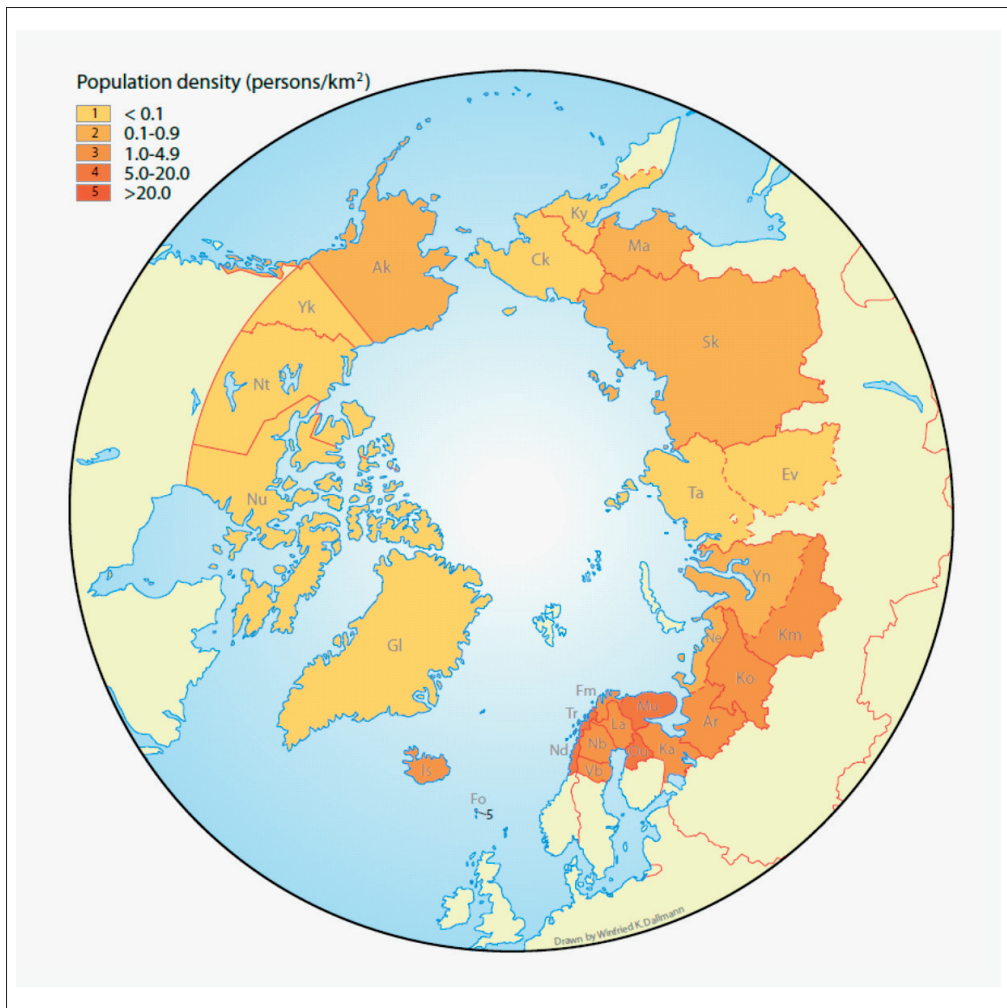 Population density (persons/km²)
1 < 0.1
2 0.1-0.9
3 1.0-4.9
4 5.0-20.0
5 >20.0
Ky
Ma
Ck
Ak
Yk
Sk
Nt
Ev
Ta
Nu
Yn
Ne
Km
Gl
Ko
Fm
Mu
Tr
La
Ar
Nd
Nb
Ou
Ka
Is
Vb
Fo
5
Drawn by Winfried K. Dallmann